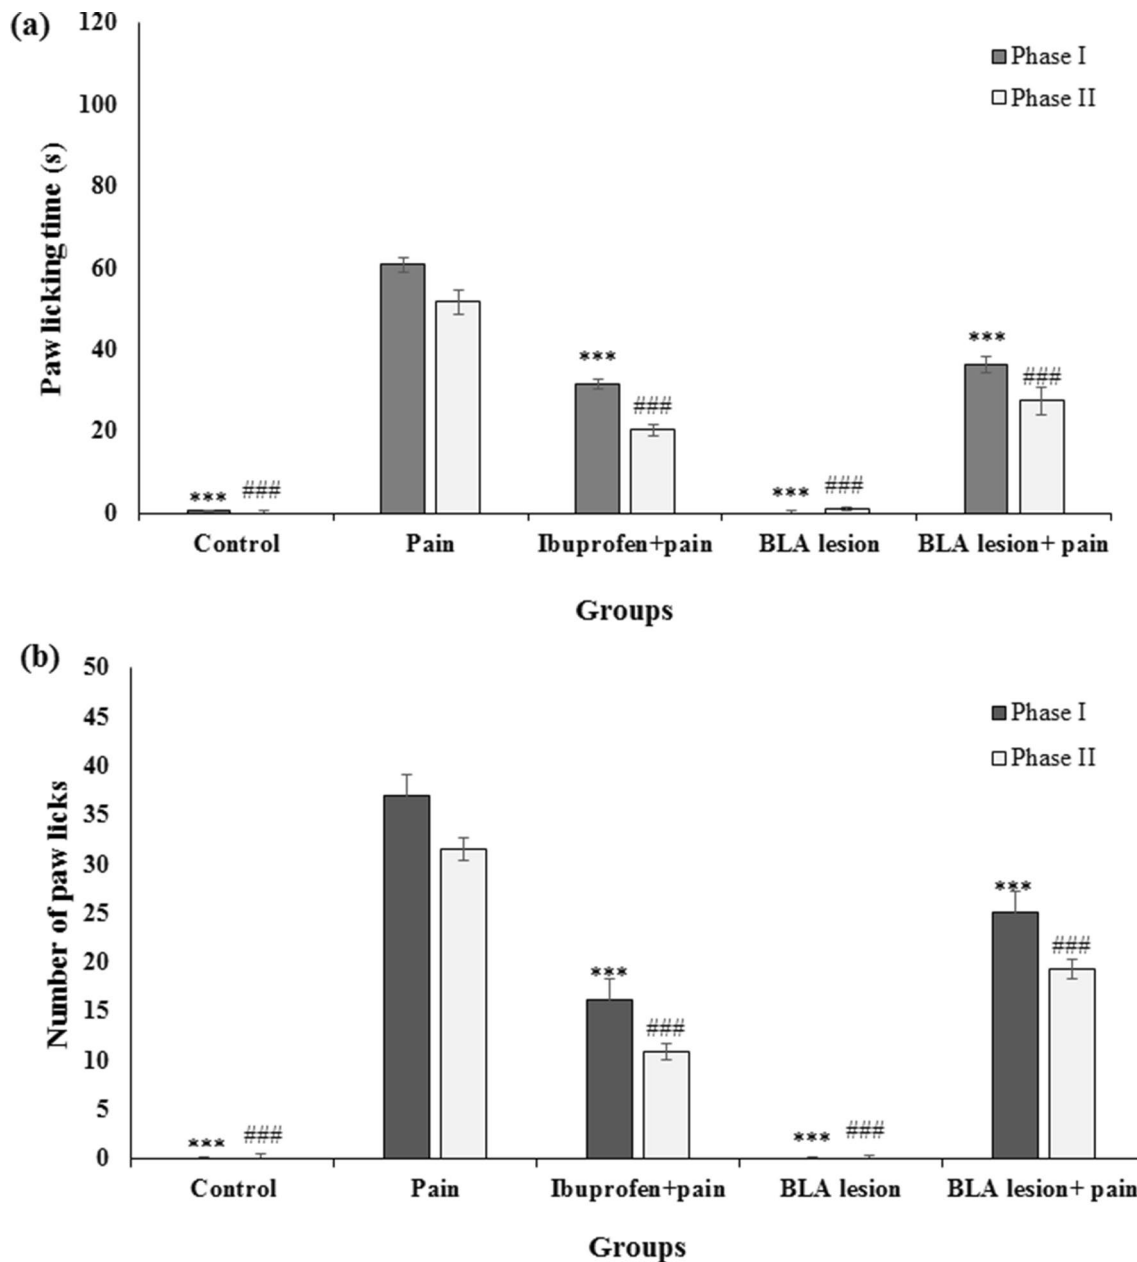 (a)
120
100
80
60
40
20
0
Paw licking time (s)
Phase I
Phase II
***
###
***
###
***
###
***
###
Control
Pain
Ibuprofen+pain
BLA lesion
BLA lesion+ pain
Groups
(b)
50
45
40
35
30
25
20
15
10
5
0
Number of paw licks
Phase I
Phase II
***
###
***
###
***
###
***
###
Control
Pain
Ibuprofen+pain
BLA lesion
BLA lesion+ pain
Groups